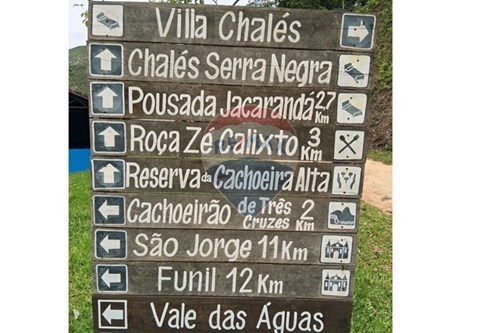 Villa Chalés
Chalés Serra Negra
Pousada Jacarandá 2,7 Km
Roça Zé Calixto 3 Km
Reserva da Cachoeira Alta
Cachoeirão de Três Cruzes 2 Km
São Jorge 11 Km
Funil 12 Km
Vale das Águas